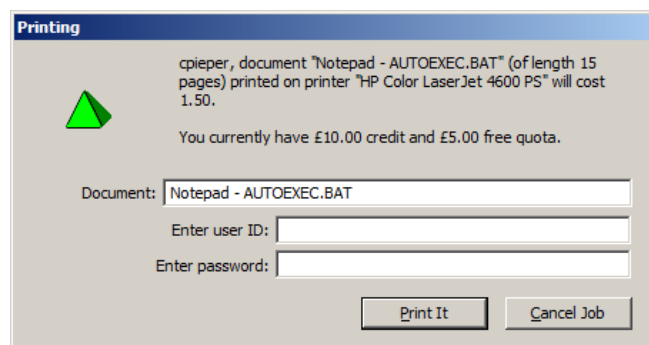 Printing
cpieper, document "Notepad - AUTOEXEC.BAT" (of length 15
pages) printed on printer "HP Color LaserJet 4600 PS" will cost
1.50.
You currently have £10.00 credit and £5.00 free quota.
Document: Notepad - AUTOEXEC.BAT
Enter user ID:
Enter password:
Print It Cancel Job